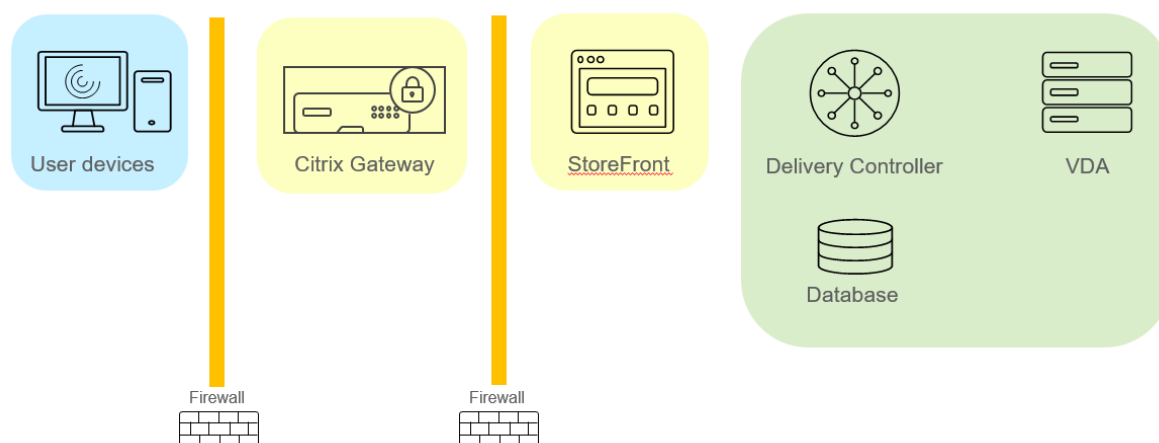 User devices
Citrix Gateway
StoreFront
Delivery Controller
VDA
Database
Firewall
Firewall